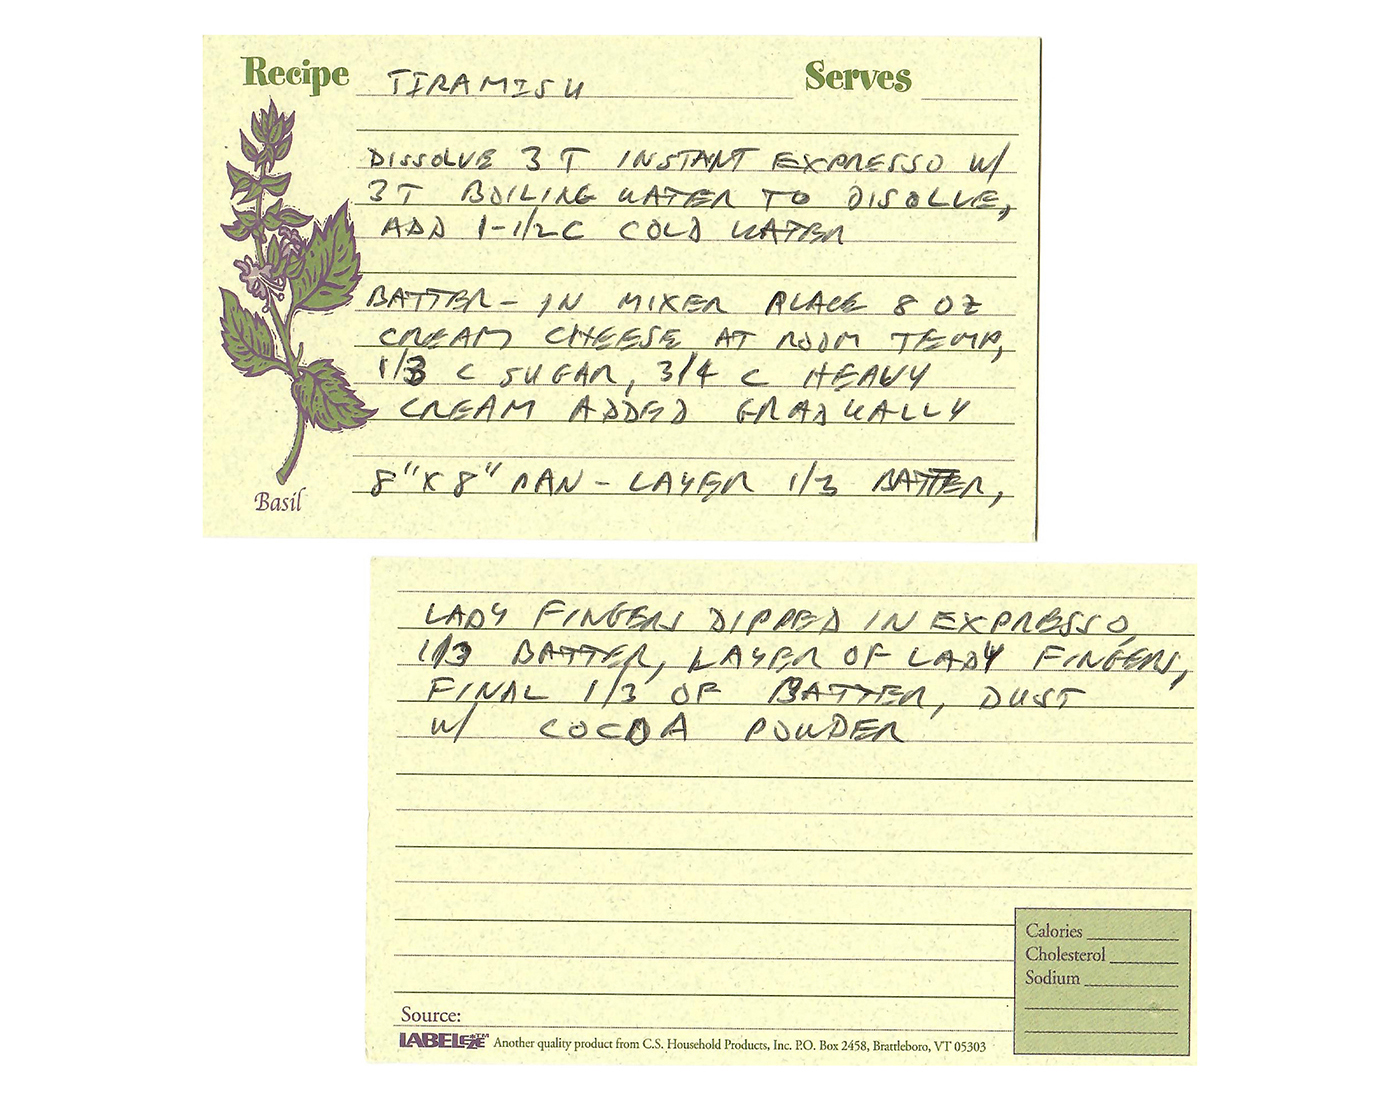 Recipe TIRAMISU Serves
DISSOLVE 3 T INSTANT EXPRESSO W/
3T BOILING WATER TO DISOLVE,
ADD 1-1/2C COLD WATER
BATTER - IN MIXER PLACE 8 OZ
CREAM CHEESE AT ROOM TEMP,
1/3 C SUGAR, 3/4 C HEAVY
CREAM ADDED GRADUALLY
8"X8" PAN - LAYER 1/3 BATTER,
Basil
LADY FINGERS DIPPED IN EXPRESSO,
1/3 BATTER, LAYER OF LADY FINGERS,
FINAL 1/3 OF BATTER, DUST
W/ COCOA POWDER
Calories
Cholesterol
Sodium
Source:
LABELEZE™ Another quality product from C.S. Household Products, Inc. P.O. Box 2458, Brattleboro, VT 05303